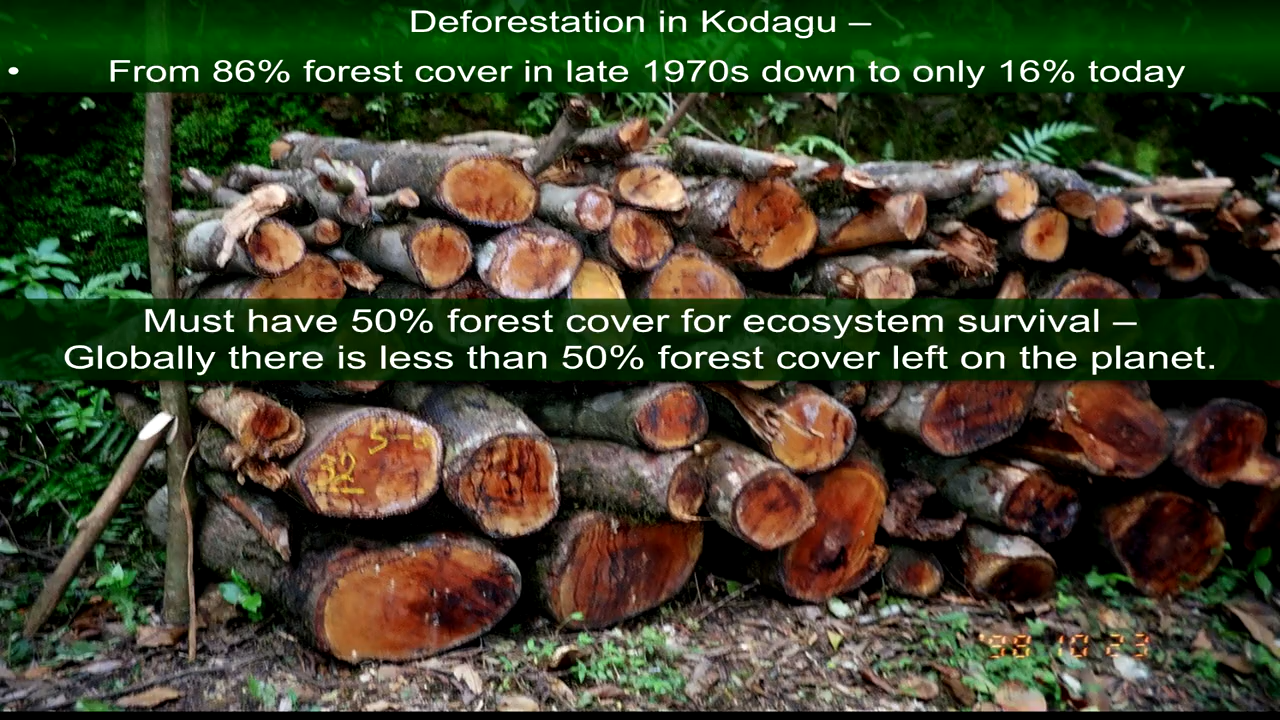 Deforestation in Kodagu –
• From 86% forest cover in late 1970s down to only 16% today
Must have 50% forest cover for ecosystem survival –
Globally there is less than 50% forest cover left on the planet.
'98 10 23